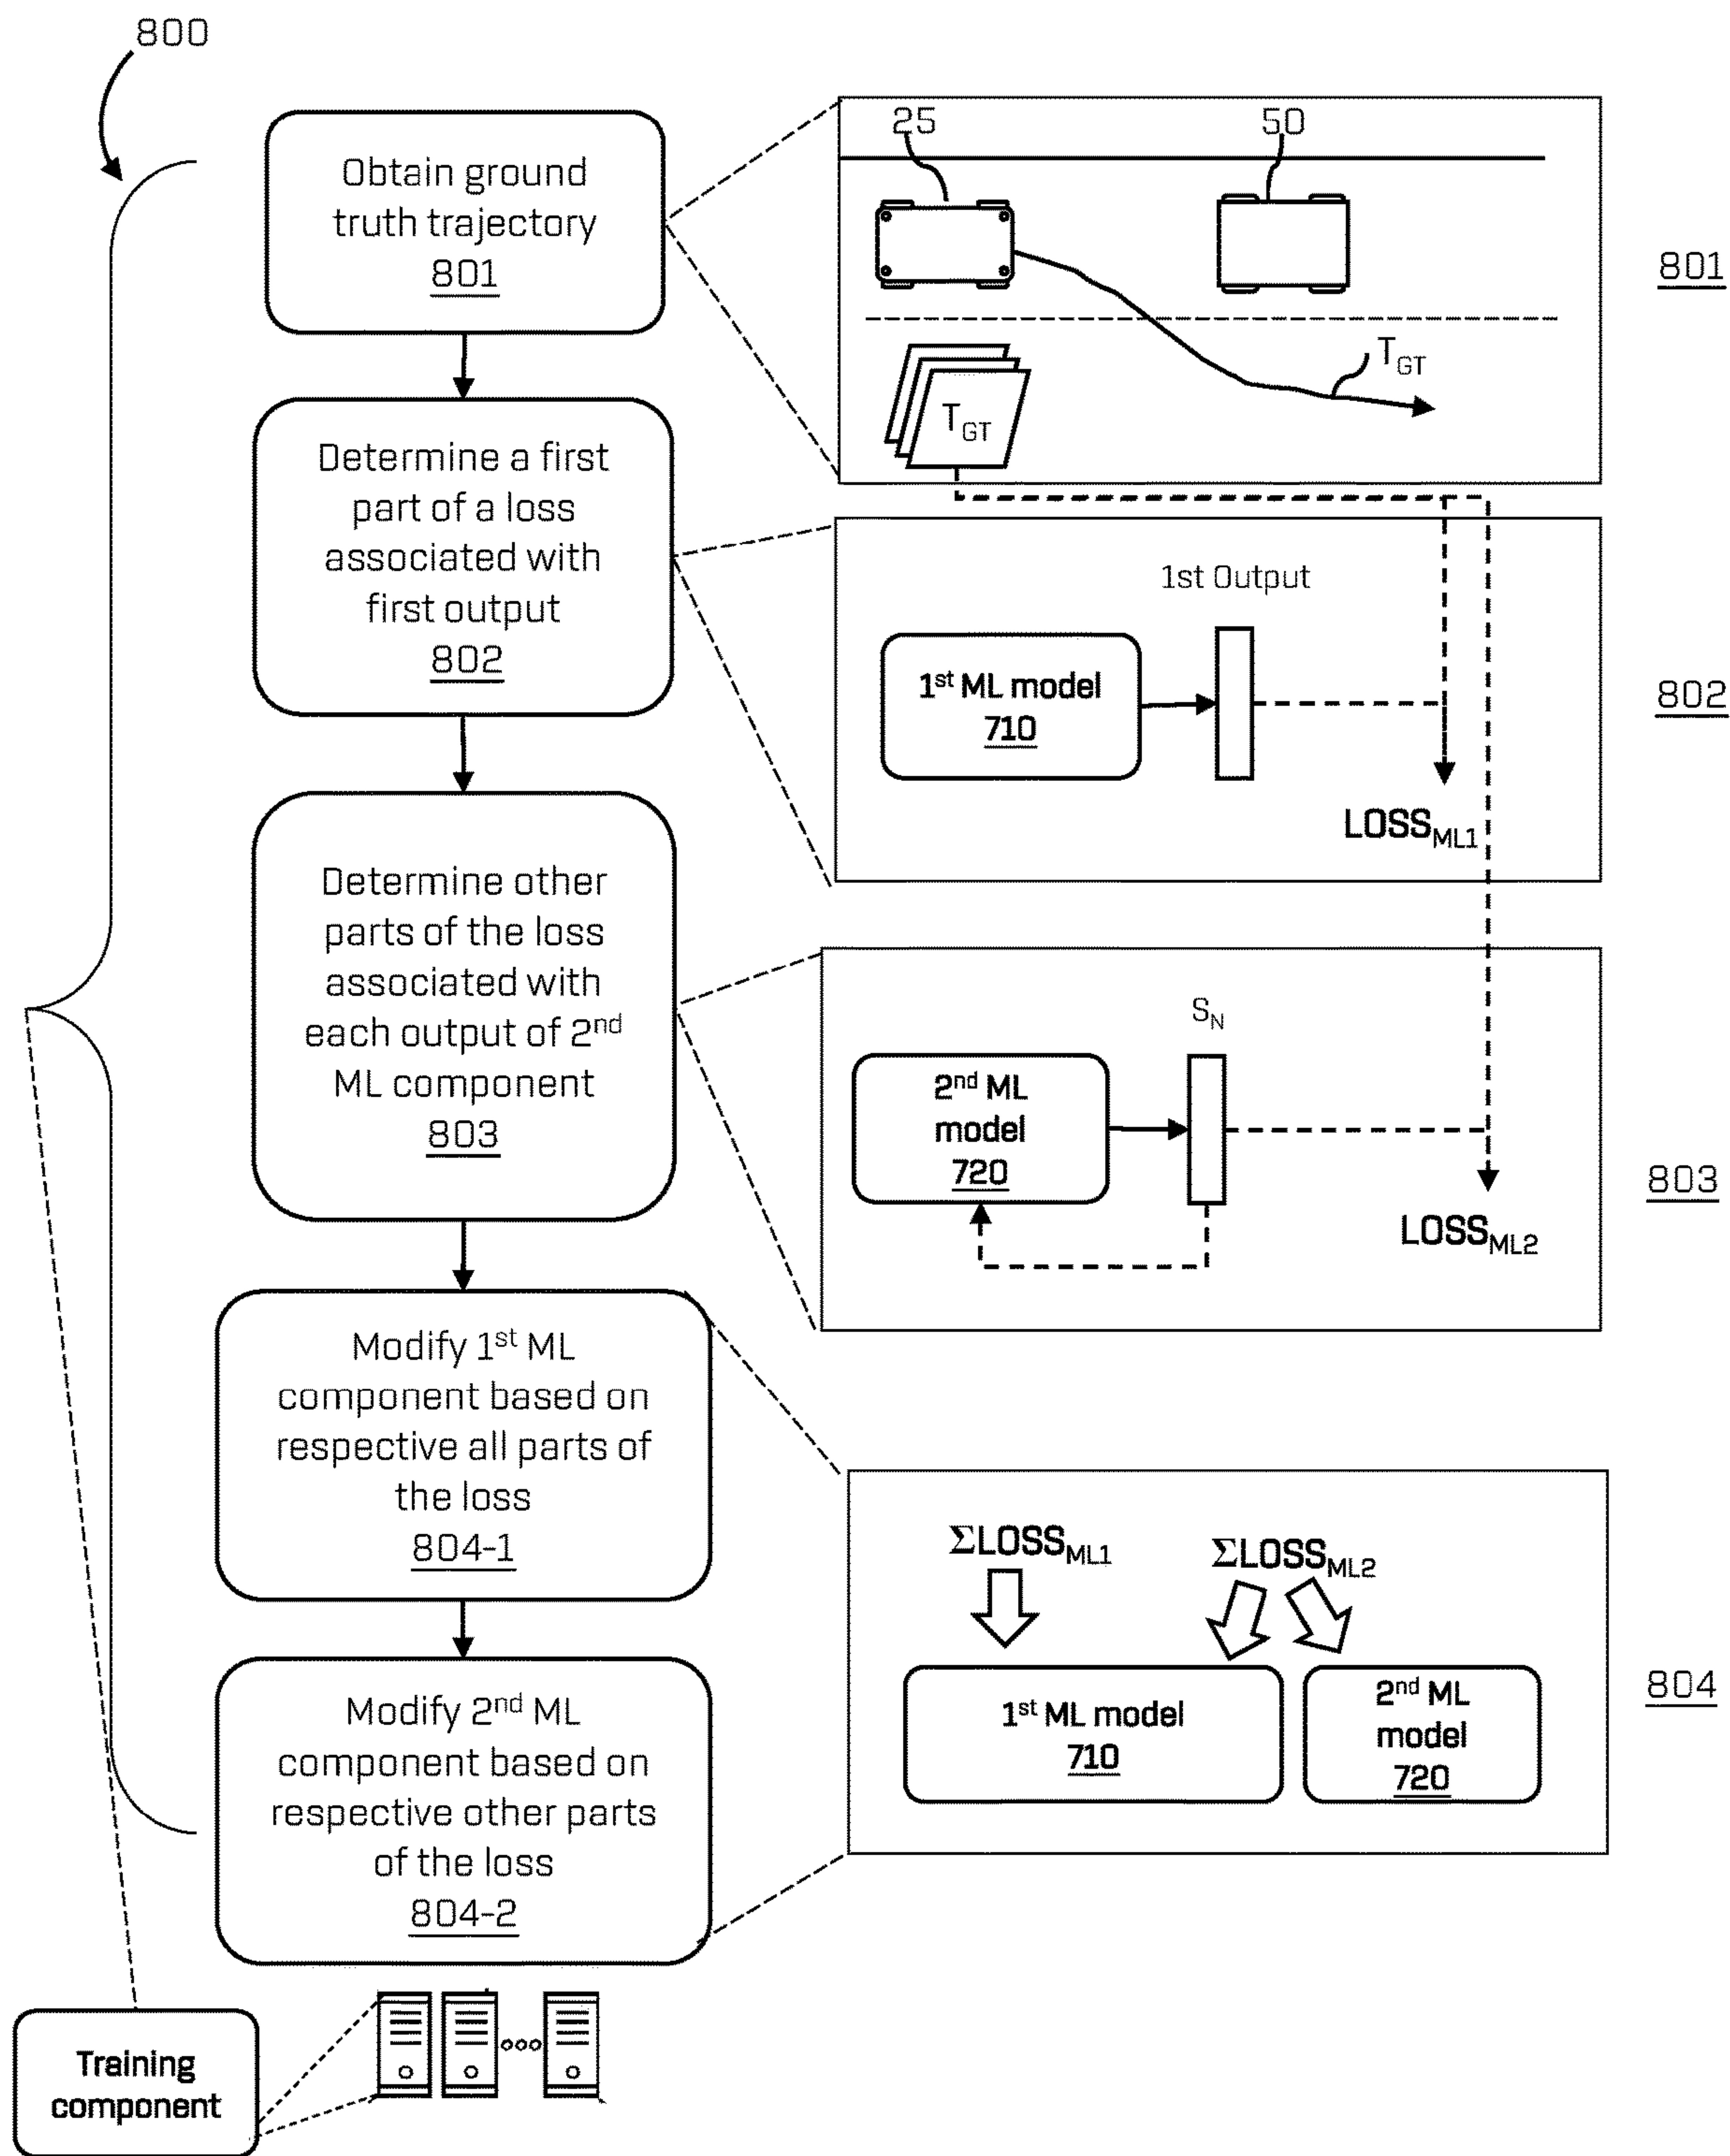 800
Obtain ground
truth trajectory
801
Determine a first
part of a loss
associated with
first output
802
Determine other
parts of the loss
associated with
each output of 2nd
ML component
803
Modify 1st ML
component based on
respective all parts of
the loss
804-1
Modify 2nd ML
component based on
respective other parts
of the loss
804-2
Training
component
25
50
TGT
TGT
801
1st Output
1st ML model
710
LOSSML1
802
SN
2nd ML
model
720
LOSSML2
803
ΣLOSSML1
ΣLOSSML2
1st ML model
710
2nd ML
model
720
804